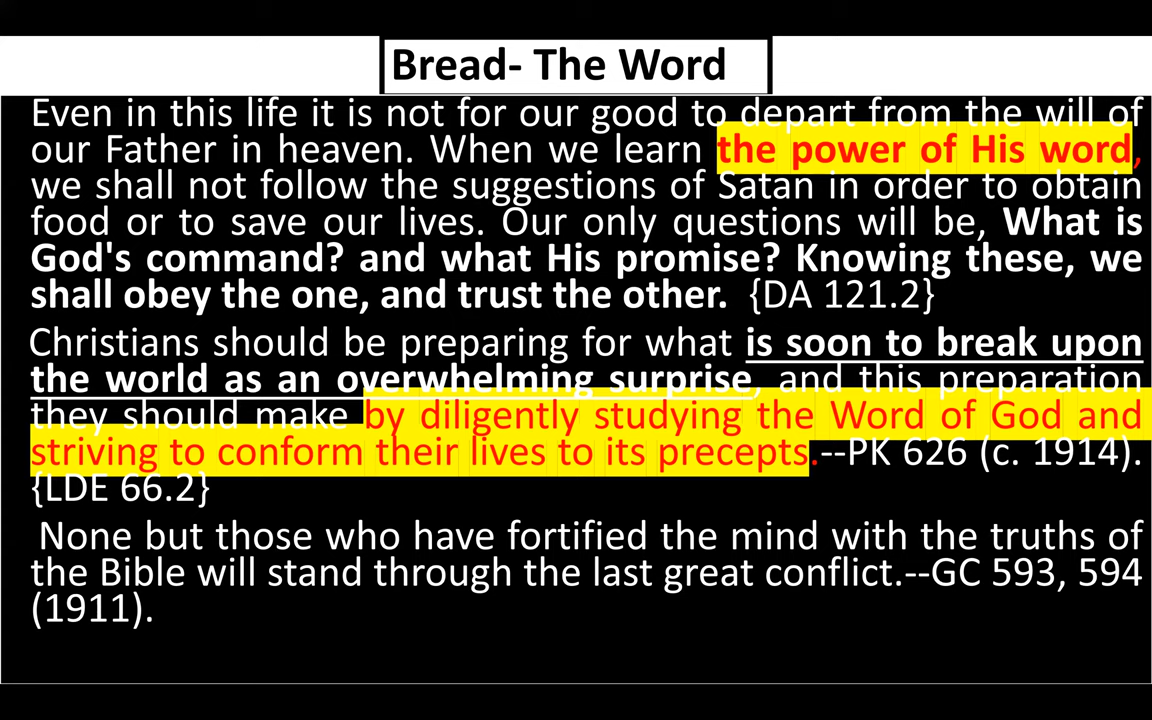 Bread- The Word
Even in this life it is not for our good to depart from the will of
our Father in heaven. When we learn the power of His word,
we shall not follow the suggestions of Satan in order to obtain
food or to save our lives. Our only questions will be, What is
God's command? and what His promise? Knowing these, we
shall obey the one, and trust the other. {DA 121.2}
Christians should be preparing for what is soon to break upon
the world as an overwhelming surprise, and this preparation
they should make by diligently studying the Word of God and
striving to conform their lives to its precepts.--PK 626 (c. 1914).
{LDE 66.2}
None but those who have fortified the mind with the truths of
the Bible will stand through the last great conflict.--GC 593, 594
(1911).